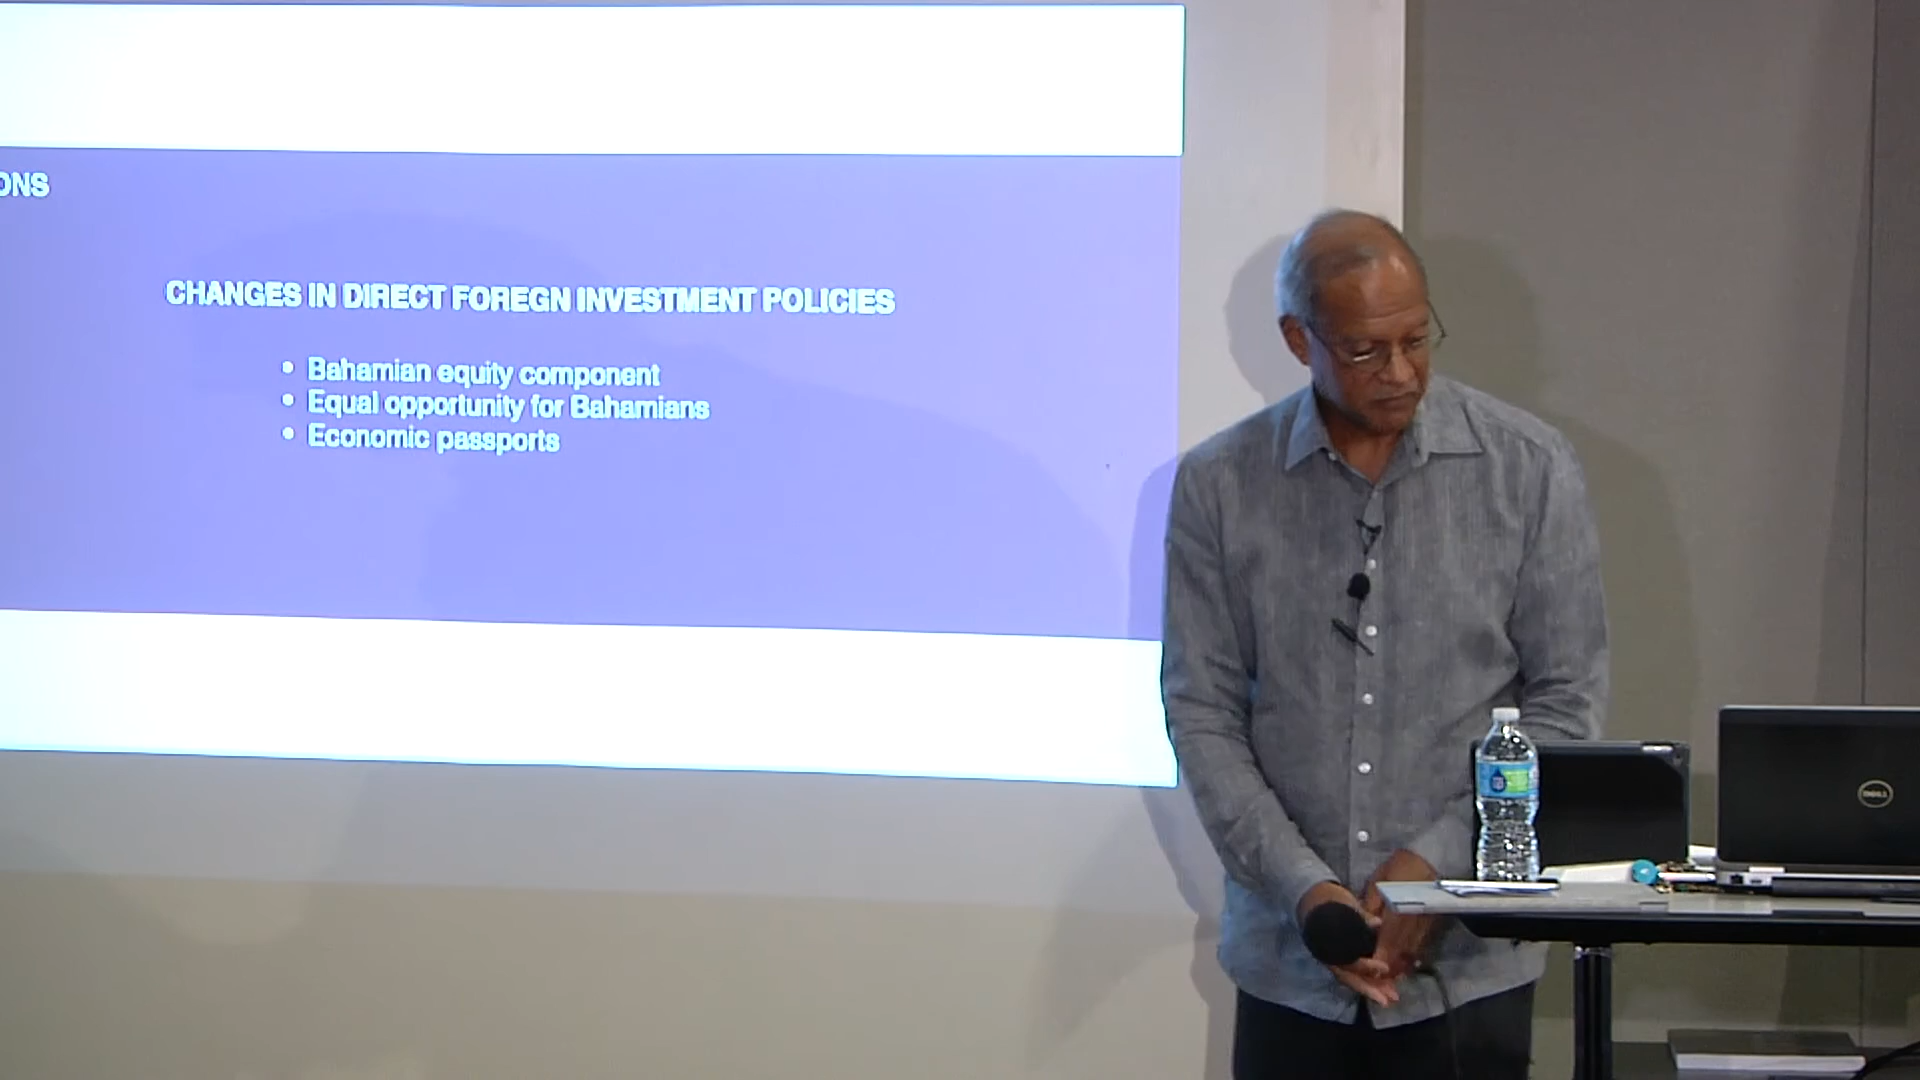 ONS
CHANGES IN DIRECT FOREGN INVESTMENT POLICIES
• Bahamian equity component
• Equal opportunity for Bahamians
• Economic passports
DELL